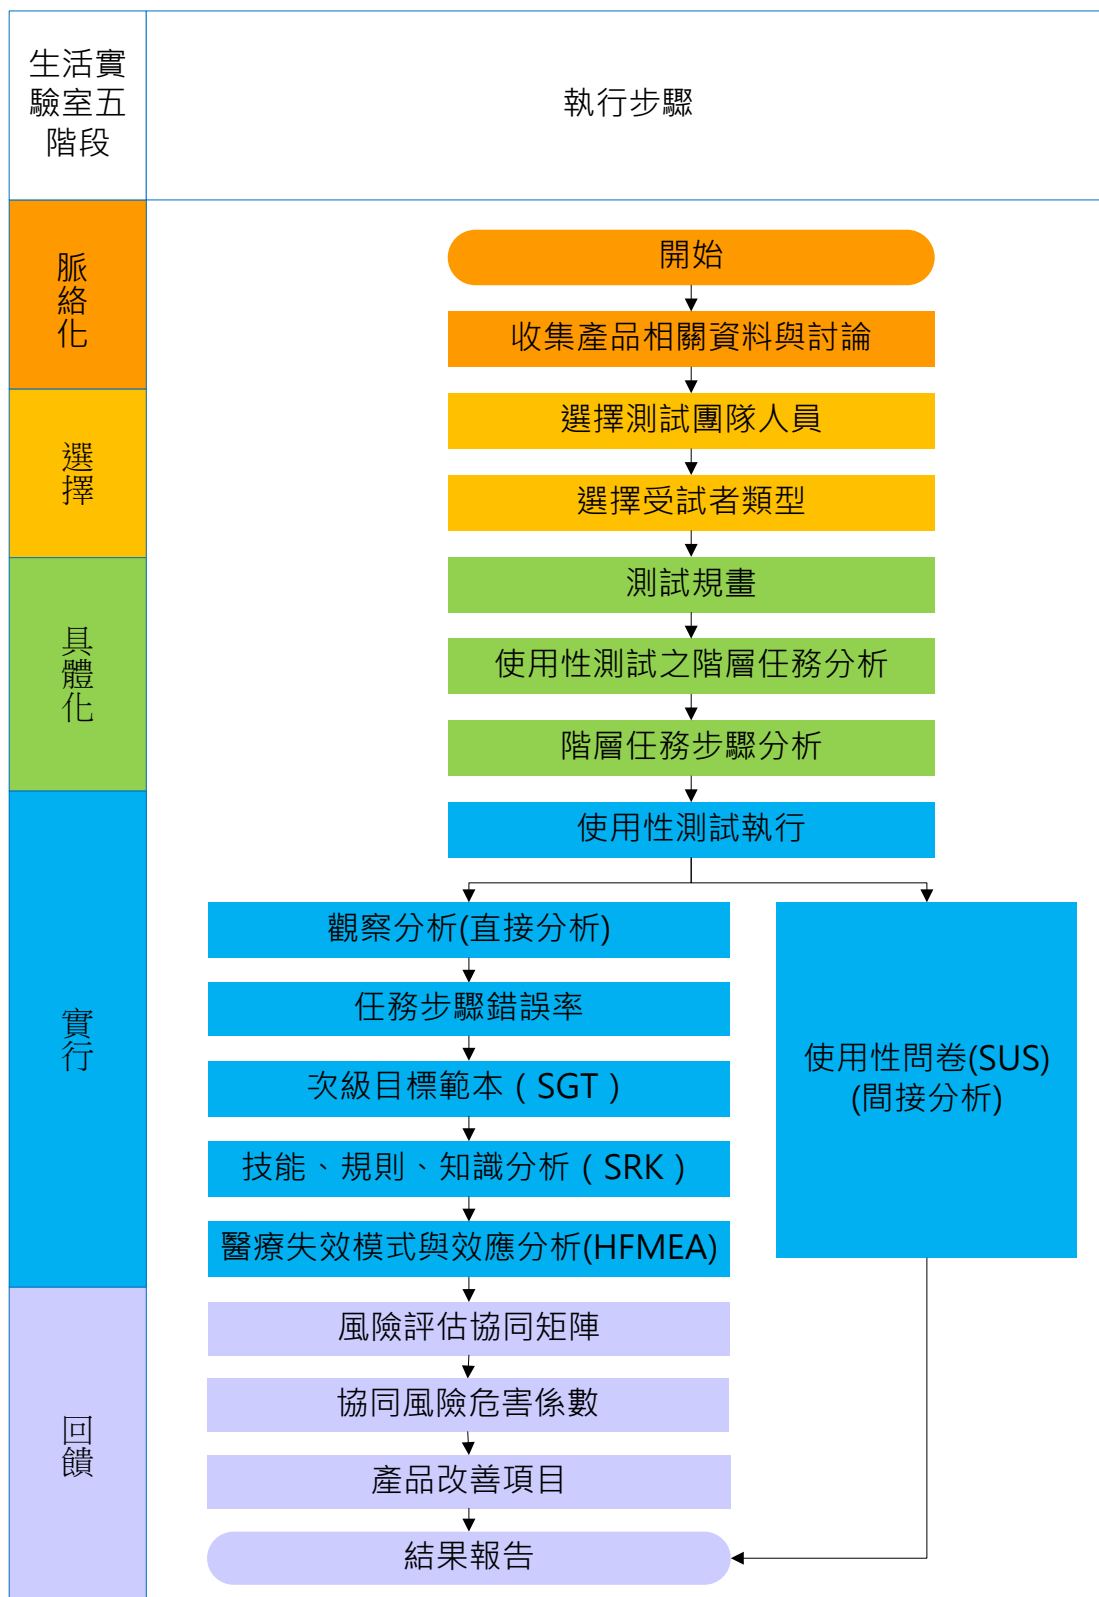 生活實
驗室五
階段
執行步驟
脈絡化
開始
收集產品相關資料與討論
選擇
選擇測試團隊人員
選擇受試者類型
具體化
測試規畫
使用性測試之階層任務分析
階層任務步驟分析
實行
使用性測試執行
觀察分析(直接分析)
任務步驟錯誤率
次級目標範本（SGT）
技能、規則、知識分析（SRK）
醫療失效模式與效應分析(HFMEA)
使用性問卷(SUS)
(間接分析)
回饋
風險評估協同矩陣
協同風險危害係數
產品改善項目
結果報告